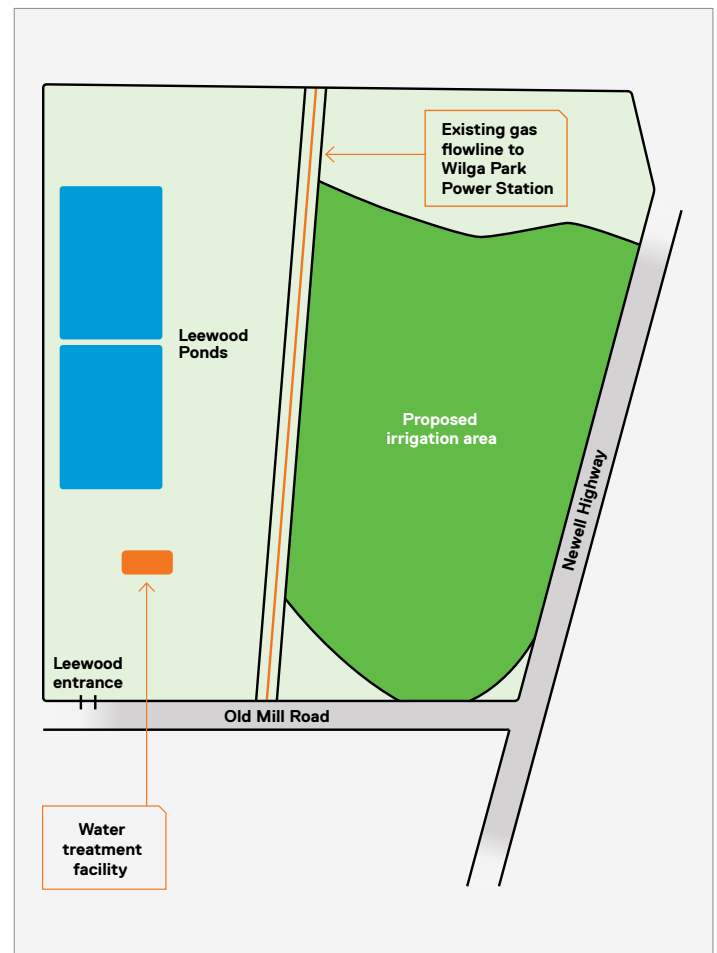 Existing gas
flowline to
Wilga Park
Power Station
Leewood
Ponds
Proposed
irrigation area
Newell Highway
Leewood
entrance
Old Mill Road
Water
treatment
facility